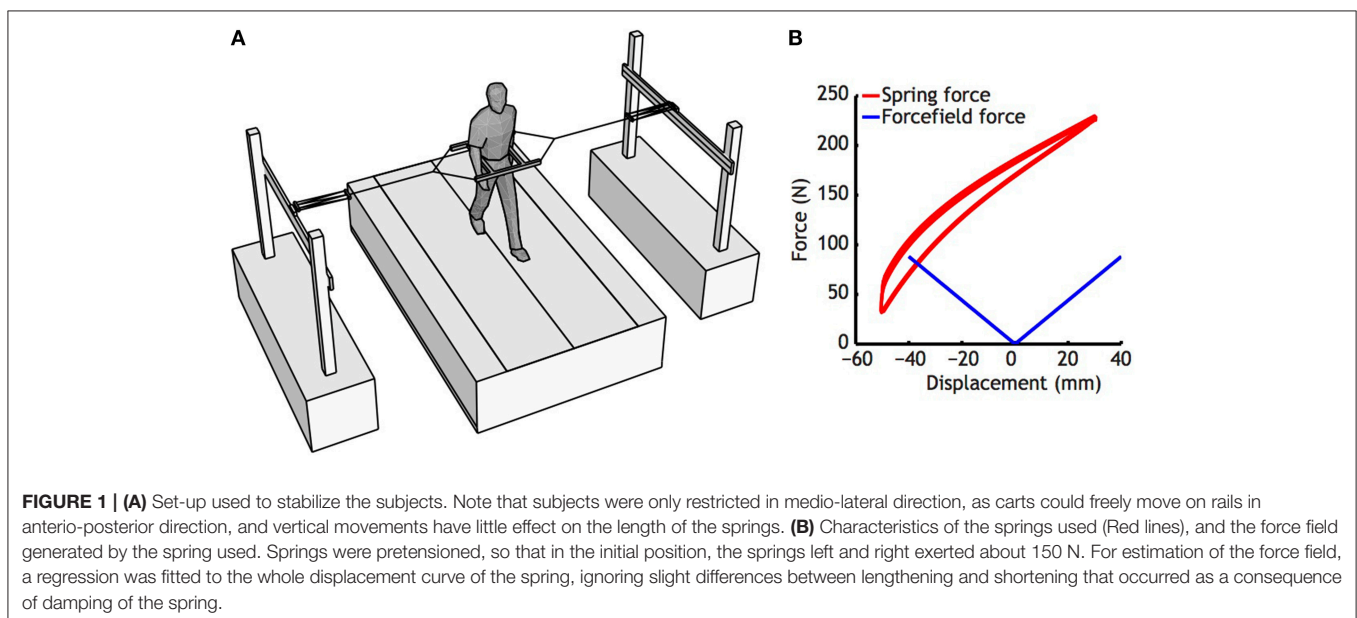 A
B
250
200
150
100
50
0
Force (N)
Spring force
Forcefield force
−60 −40 −20 0 20 40
Displacement (mm)
FIGURE 1 | (A) Set-up used to stabilize the subjects. Note that subjects were only restricted in medio-lateral direction, as carts could freely move on rails in
anterio-posterior direction, and vertical movements have little effect on the length of the springs. (B) Characteristics of the springs used (Red lines), and the force field
generated by the spring used. Springs were pretensioned, so that in the initial position, the springs left and right exerted about 150 N. For estimation of the force field,
a regression was fitted to the whole displacement curve of the spring, ignoring slight differences between lengthening and shortening that occurred as a consequence
of damping of the spring.